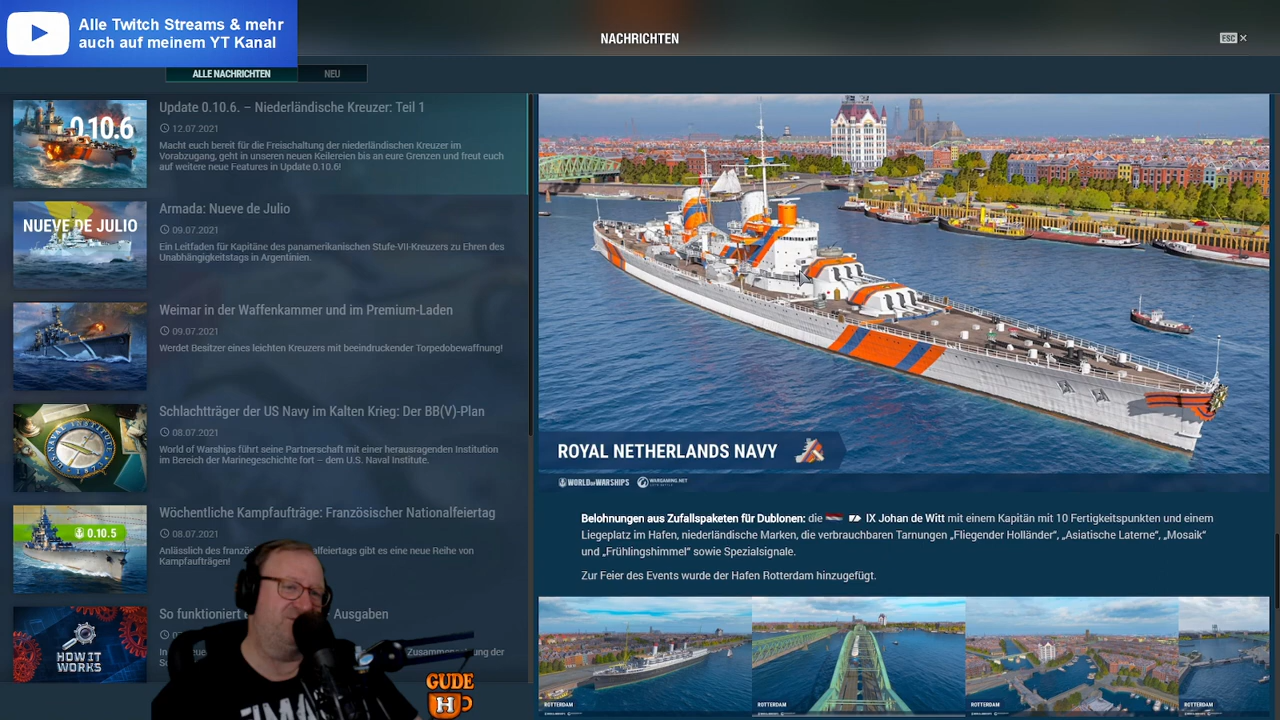 Alle Twitch Streams & mehr
auch auf meinem YT Kanal
NACHRICHTEN
ESC ×
ALLE NACHRICHTEN
NEU
0.10.6
Update 0.10.6. – Niederländische Kreuzer: Teil 1
12.07.2021
Macht euch bereit für die Freischaltung der niederländischen Kreuzer im
Vorabzugang, geht in unseren neuen Keilereien bis an eure Grenzen und freut euch
auf weitere neue Features in Update 0.10.6!
NUEVE DE JULIO
Armada: Nueve de Julio
09.07.2021
Ein Leitfaden für Kapitäne des panamerikanischen Stufe-VII-Kreuzers zu Ehren des
Unabhängigkeitstags in Argentinien.
Weimar in der Waffenkammer und im Premium-Laden
09.07.2021
Werdet Besitzer eines leichten Kreuzers mit beeindruckender Torpedobewaffnung!
U.S. NAVAL INSTITUTE
Schlachtträger der US Navy im Kalten Krieg: Der BB(V)-Plan
08.07.2021
World of Warships führt seine Partnerschaft mit einer herausragenden Institution
im Bereich der Marinegeschichte fort – dem U.S. Naval Institute.
0.10.5
Wöchentliche Kampfaufträge: Französischer Nationalfeiertag
08.07.2021
Anlässlich des französ
alfeiertags gibt es eine neue Reihe von
Kampfaufträgen!
HOW IT
WORKS
So funktioniert
Ausgaben
Zusammen
ng der
GUDE
H
ROYAL NETHERLANDS NAVY
WORLD OF WARSHIPS
WARGAMING.NET
Belohnungen aus Zufallspaketen für Dublonen: die IX Johan de Witt mit einem Kapitän mit 10 Fertigkeitspunkten und einem
Liegeplatz im Hafen, niederländische Marken, die verbrauchbaren Tarnungen „Fliegender Holländer“, „Asiatische Laterne“, „Mosaik“
und „Frühlingshimmel“ sowie Spezialsignale.
Zur Feier des Events wurde der Hafen Rotterdam hinzugefügt.
ROTTERDAM
ROTTERDAM
ROTTERDAM
ROTTERDAM